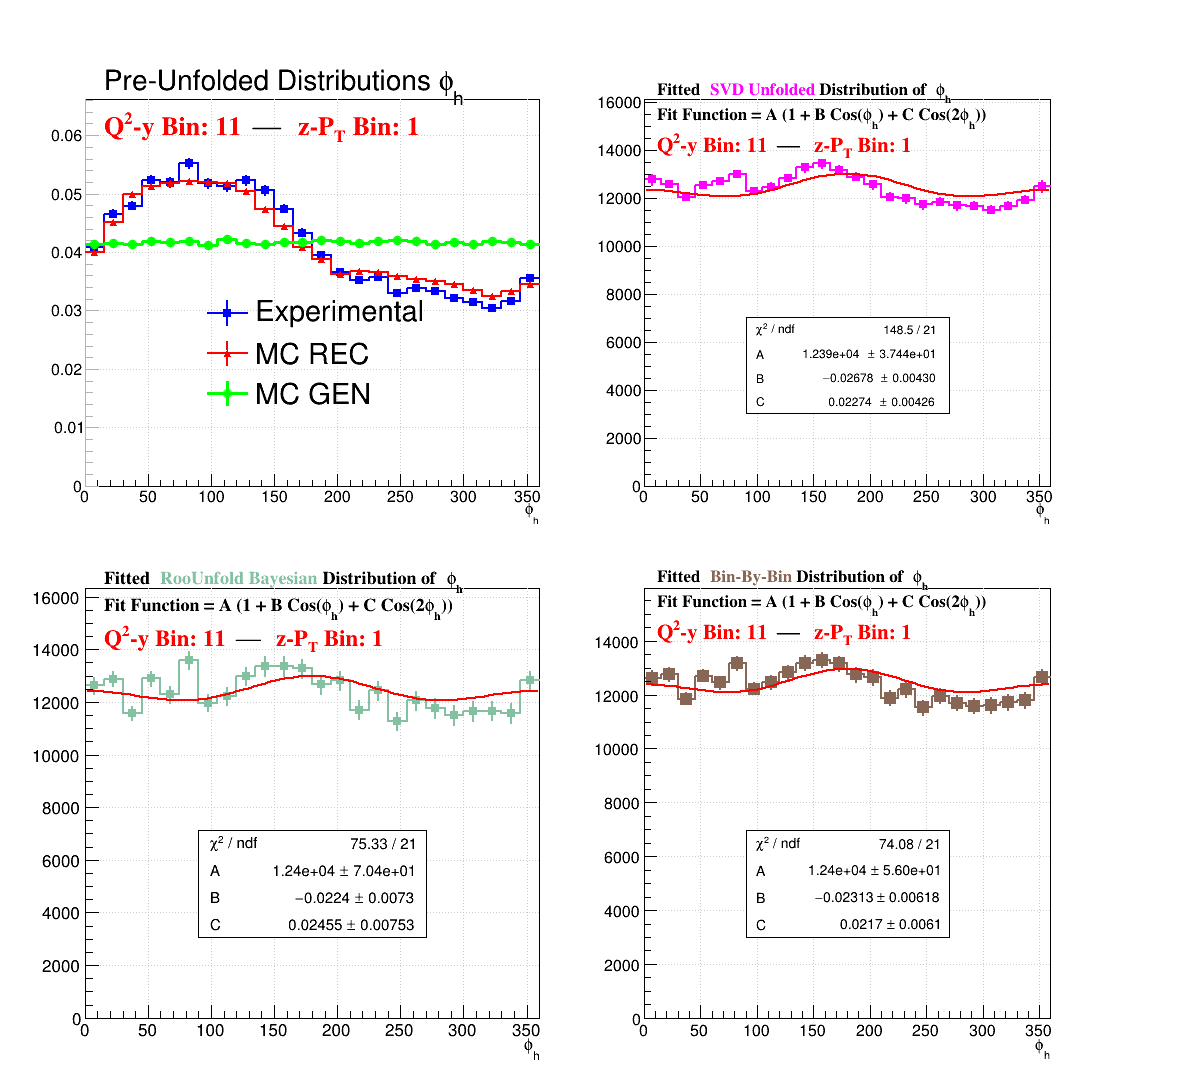 Pre-Unfolded Distributions ϕh
Q²-y Bin: 11 — z-PT Bin: 1
0.06
0.05
0.04
0.03
0.02
0.01
0
Experimental
MC REC
MC GEN
0 50 100 150 200 250 300 350
ϕh
Fitted SVD Unfolded Distribution of ϕh
Fit Function = A (1 + B Cos(ϕh) + C Cos(2ϕh))
Q²-y Bin: 11 — z-PT Bin: 1
16000
14000
12000
10000
8000
6000
4000
2000
0
χ² / ndf 148.5 / 21
A 1.239e+04 ± 3.744e+01
B −0.02678 ± 0.00430
C 0.02274 ± 0.00426
0 50 100 150 200 250 300 350
ϕh
Fitted RooUnfold Bayesian Distribution of ϕh
Fit Function = A (1 + B Cos(ϕh) + C Cos(2ϕh))
Q²-y Bin: 11 — z-PT Bin: 1
16000
14000
12000
10000
8000
6000
4000
2000
0
χ² / ndf 75.33 / 21
A 1.24e+04 ± 7.04e+01
B −0.0224 ± 0.0073
C 0.02455 ± 0.00753
0 50 100 150 200 250 300 350
ϕh
Fitted Bin-By-Bin Distribution of ϕh
Fit Function = A (1 + B Cos(ϕh) + C Cos(2ϕh))
Q²-y Bin: 11 — z-PT Bin: 1
14000
12000
10000
8000
6000
4000
2000
0
χ² / ndf 74.08 / 21
A 1.24e+04 ± 5.60e+01
B −0.02313 ± 0.00618
C 0.0217 ± 0.0061
0 50 100 150 200 250 300 350
ϕh